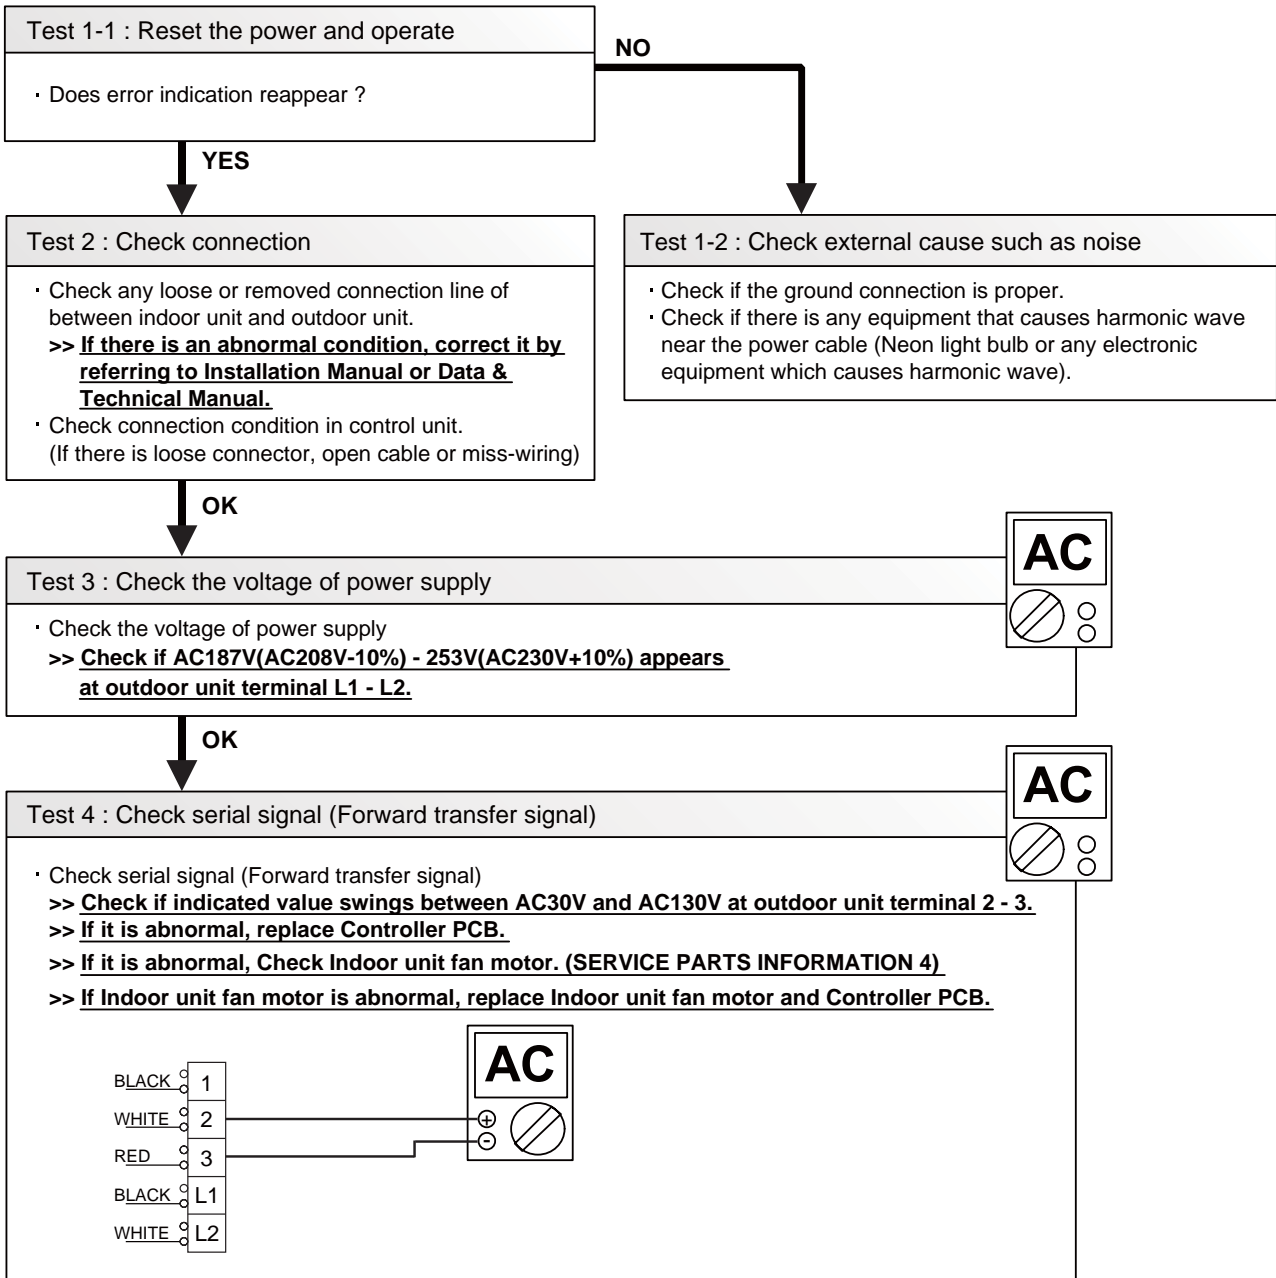 Test 1-1 : Reset the power and operate
· Does error indication reappear ?
NO
YES
Test 2 : Check connection
· Check any loose or removed connection line of
between indoor unit and outdoor unit.
>> If there is an abnormal condition, correct it by
referring to Installation Manual or Data &
Technical Manual.
· Check connection condition in control unit.
(If there is loose connector, open cable or miss-wiring)
Test 1-2 : Check external cause such as noise
· Check if the ground connection is proper.
· Check if there is any equipment that causes harmonic wave
near the power cable (Neon light bulb or any electronic
equipment which causes harmonic wave).
OK
Test 3 : Check the voltage of power supply
AC
· Check the voltage of power supply
>> Check if AC187V(AC208V-10%) - 253V(AC230V+10%) appears
at outdoor unit terminal L1 - L2.
OK
Test 4 : Check serial signal (Forward transfer signal)
AC
· Check serial signal (Forward transfer signal)
>> Check if indicated value swings between AC30V and AC130V at outdoor unit terminal 2 - 3.
>> If it is abnormal, replace Controller PCB.
>> If it is abnormal, Check Indoor unit fan motor. (SERVICE PARTS INFORMATION 4)
>> If Indoor unit fan motor is abnormal, replace Indoor unit fan motor and Controller PCB.
AC
+
-
BLACK 1
WHITE 2
RED 3
BLACK L1
WHITE L2